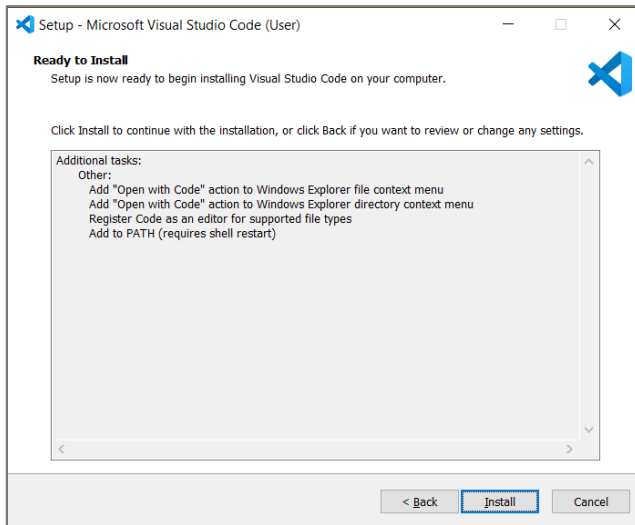 Setup - Microsoft Visual Studio Code (User)
Ready to Install
Setup is now ready to begin installing Visual Studio Code on your computer.
Click Install to continue with the installation, or click Back if you want to review or change any settings.
Additional tasks:
Other:
Add "Open with Code" action to Windows Explorer file context menu
Add "Open with Code" action to Windows Explorer directory context menu
Register Code as an editor for supported file types
Add to PATH (requires shell restart)
< Back Install Cancel